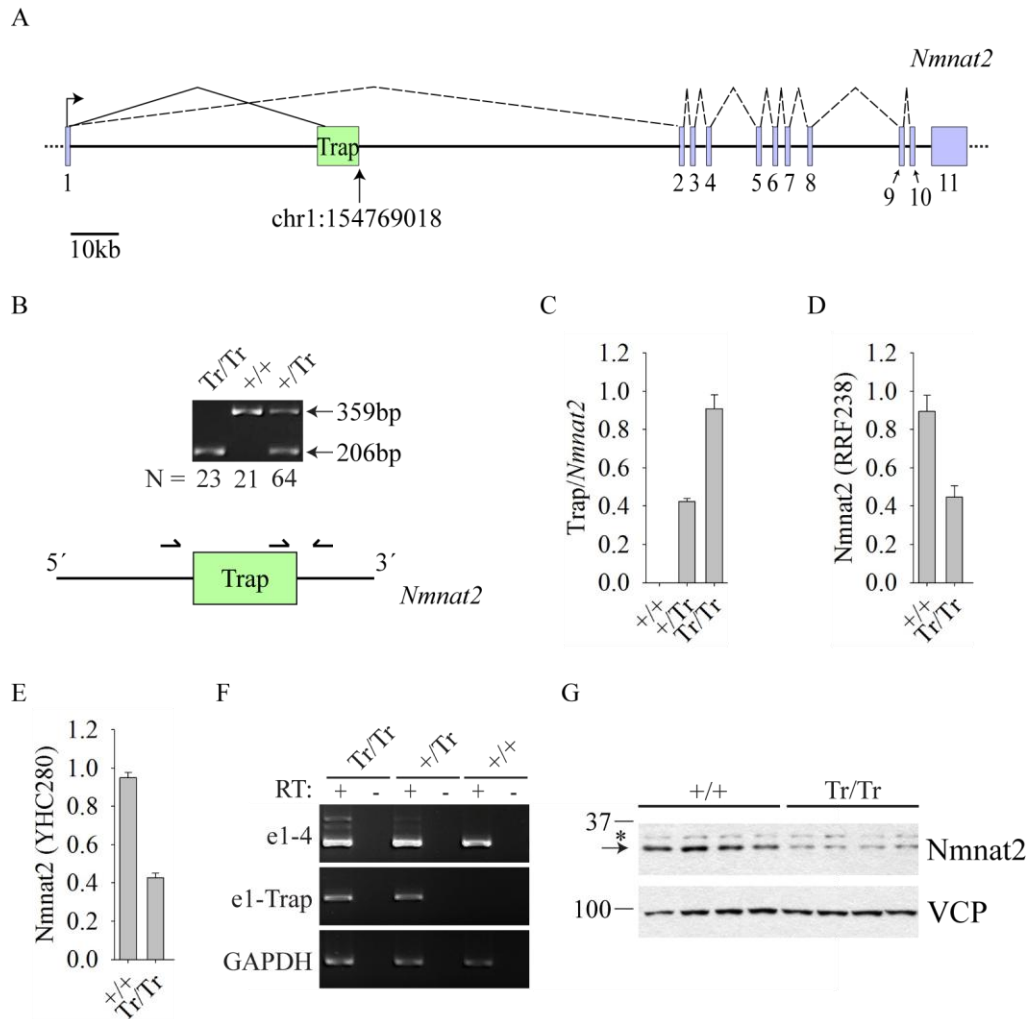 A
Nmnat2
Trap
1 2 3 4 5 6 7 8 9 10 11
chr1:154769018
10kb
B
Tr/Tr +/+ +/Tr
359bp
206bp
N = 23 21 64
5´ Trap 3´
Nmnat2
C
Trap/Nmnat2
1.2
1.0
0.8
0.6
0.4
0.2
0.0
+/+ +/Tr Tr/Tr
D
Nmnat2 (RRF238)
1.2
1.0
0.8
0.6
0.4
0.2
0.0
+/+ Tr/Tr
E
Nmnat2 (YHC280)
1.2
1.0
0.8
0.6
0.4
0.2
0.0
+/+ Tr/Tr
F
Tr/Tr +/Tr +/+
RT: + - + - + -
e1-4
e1-Trap
GAPDH
G
+/+ Tr/Tr
37
*
Nmnat2
100
VCP